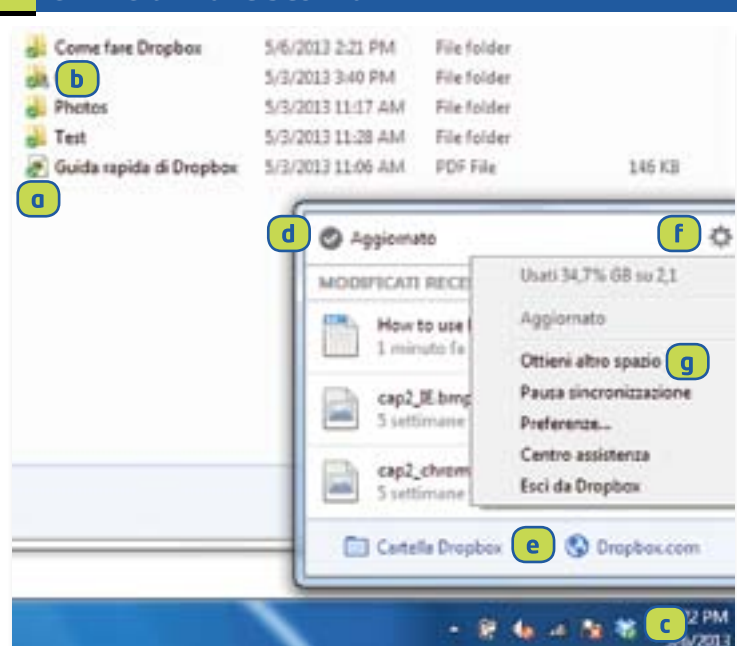 Come fare Dropbox 5/6/2013 2:21 PM File folder
b 5/3/2013 3:40 PM File folder
Photos 5/3/2013 11:17 AM File folder
Test 5/3/2013 11:28 AM File folder
Guida rapida di Dropbox 5/3/2013 11:06 AM PDF File 146 KB
a
d Aggiornato f
MODIFICATI RECE
How to use
1 minuto fa
cap2_IE.bmp
5 settimane
cap2_chrom
5 settimane
Usati 34,7% GB su 2,1
Aggiornato
Ottieni altro spazio g
Pausa sincronizzazione
Preferenze...
Centro assistenza
Esci da Dropbox
Cartella Dropbox e Dropbox.com
c 2 PM
/2013